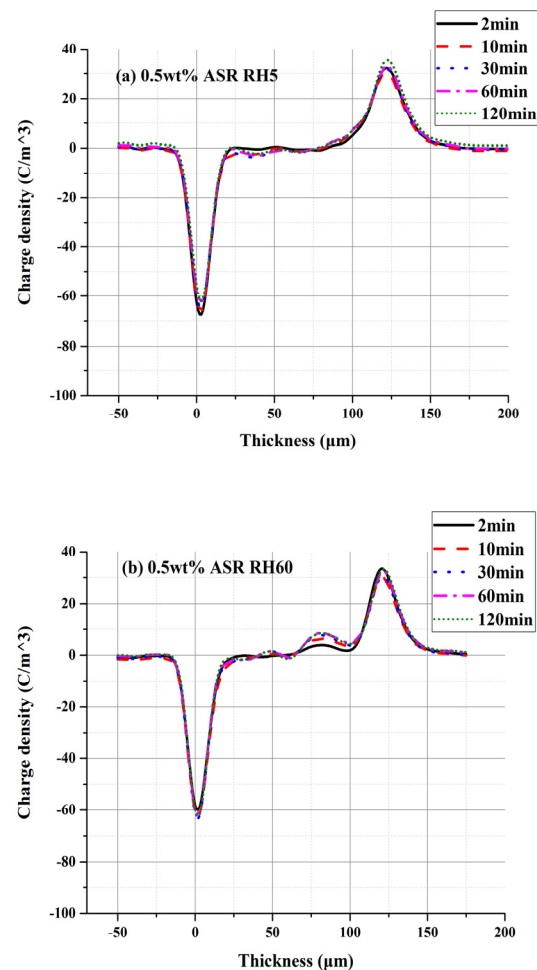 2min
10min
30min
60min
120min
(a) 0.5wt% ASR RH5
40
20
0
-20
-40
-60
-80
-100
Charge density (C/m^3)
-50 0 50 100 150 200
Thickness (μm)
2min
10min
30min
60min
120min
(b) 0.5wt% ASR RH60
40
20
0
-20
-40
-60
-80
-100
Charge density (C/m^3)
-50 0 50 100 150 200
Thickness (μm)